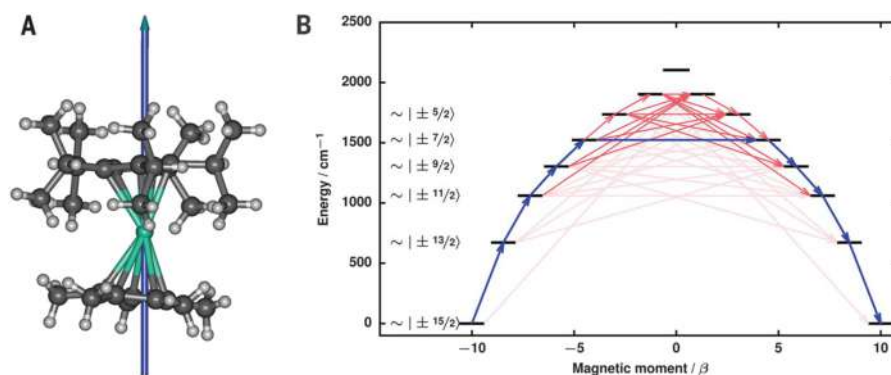 A
B
2500
2000
1500
1000
500
0
Energy / cm⁻¹
~ | ± 5/2⟩
~ | ± 7/2⟩
~ | ± 9/2⟩
~ | ± 11/2⟩
~ | ± 13/2⟩
~ | ± 15/2⟩
−10 −5 0 5 10
Magnetic moment / β